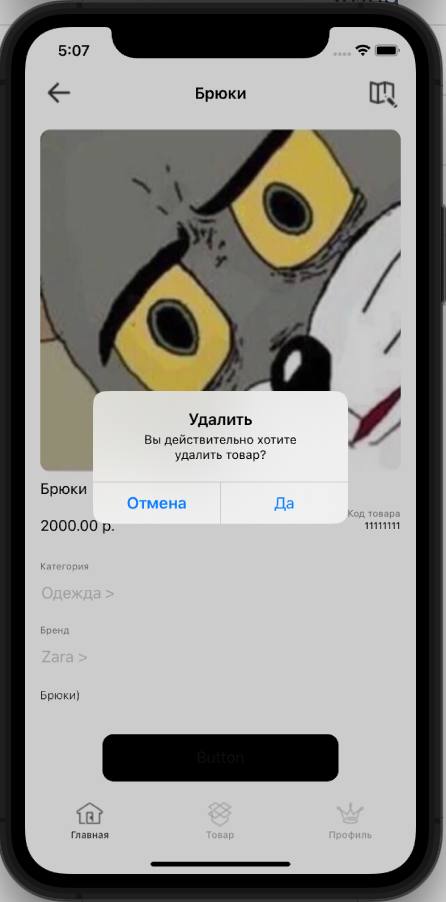 5:07
Брюки
Удалить
Вы действительно хотите
удалить товар?
Отмена
Да
Брюки
2000.00 р.
Код товара
11111111
Категория
Одежда >
Бренд
Zara >
Брюки)
Button
Главная
Товар
Профиль